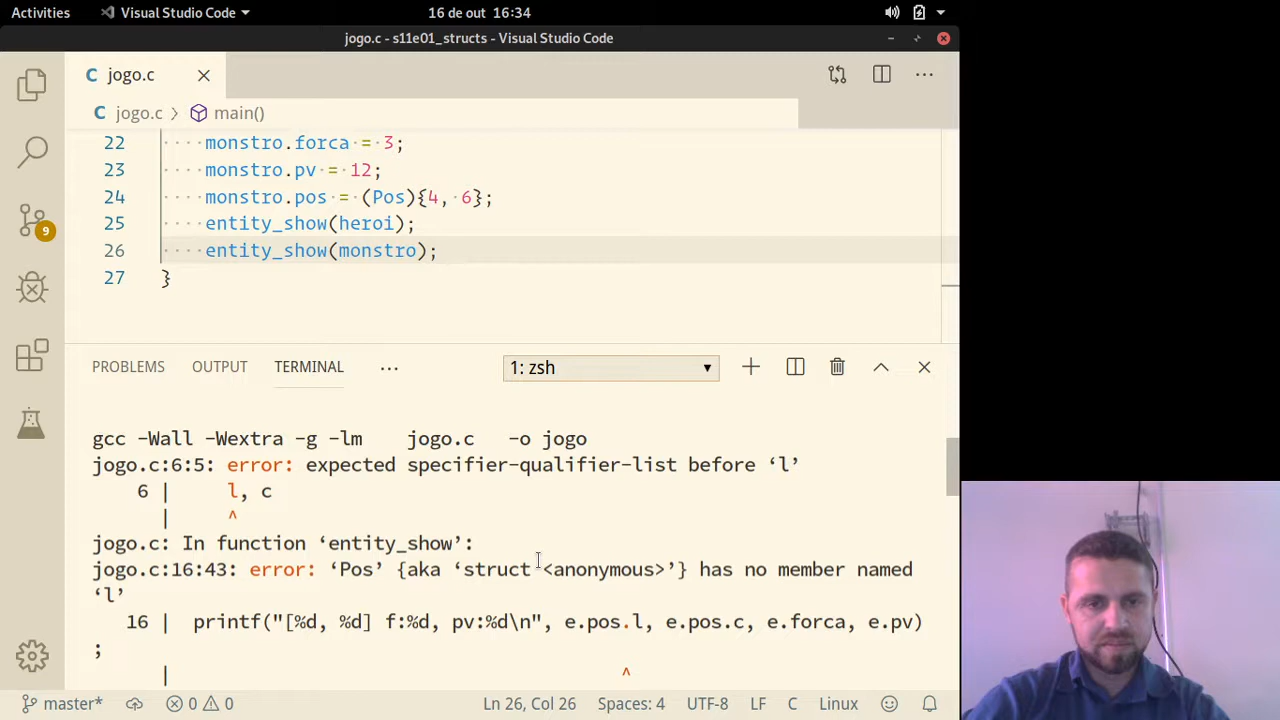 Activities
Visual Studio Code
16 de out 16:34
jogo.c - s11e01_structs - Visual Studio Code
jogo.c
jogo.c > main()
22 ····monstro.forca·=·3;
23 ····monstro.pv·=·12;
24 ····monstro.pos·=·(Pos){4,·6};
25 ····entity_show(heroi);
26 ····entity_show(monstro);
27 }
PROBLEMS OUTPUT TERMINAL ··· 1: zsh
gcc -Wall -Wextra -g -lm jogo.c -o jogo
jogo.c:6:5: error: expected specifier-qualifier-list before ‘l’
6 | l, c
| ^
jogo.c: In function ‘entity_show’:
jogo.c:16:43: error: ‘Pos’ {aka ‘struct <anonymous>’} has no member named
‘l’
16 | printf("[%d, %d] f:%d, pv:%d\n", e.pos.l, e.pos.c, e.forca, e.pv)
;
| ^
9
master* 0 0 Ln 26, Col 26 Spaces: 4 UTF-8 LF C Linux